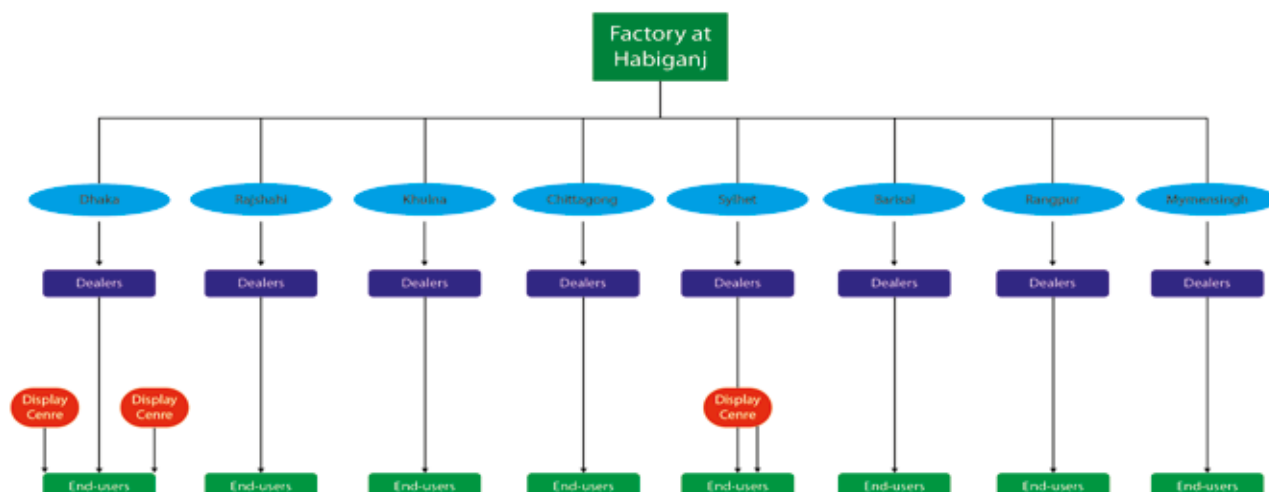 Factory at
Habiganj
Dhaka
Rajshahi
Khulna
Chittagong
Sylhet
Barisal
Rangpur
Mymensingh
Dealers
Dealers
Dealers
Dealers
Dealers
Dealers
Dealers
Dealers
Display
Cenre
Display
Cenre
Display
Cenre
End-users
End-users
End-users
End-users
End-users
End-users
End-users
End-users